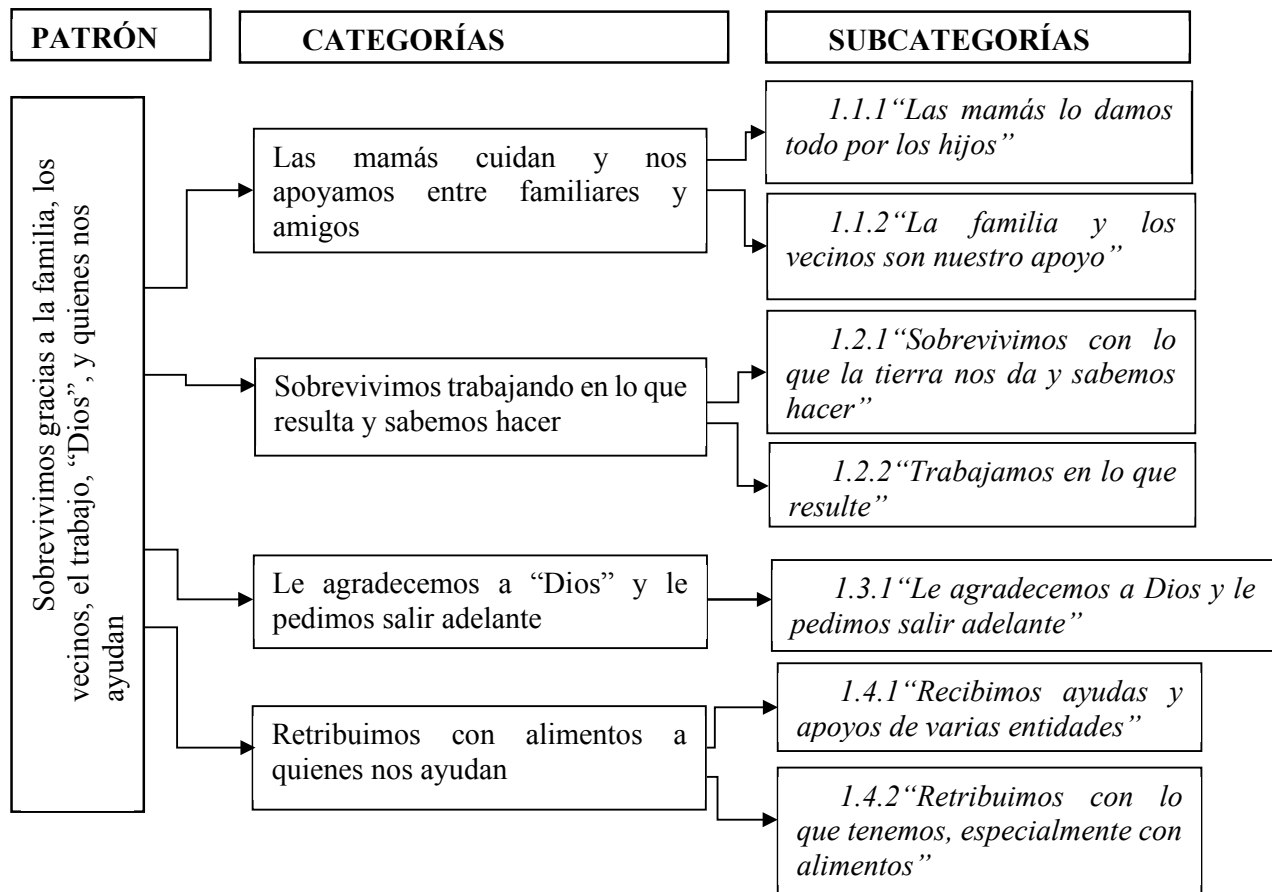 PATRÓN
CATEGORÍAS
SUBCATEGORÍAS
Sobrevivimos gracias a la familia, los
vecinos, el trabajo, “Dios”, y quienes nos
ayudan
Las mamás cuidan y nos
apoyamos entre familiares y
amigos
1.1.1“Las mamás lo damos
todo por los hijos”
1.1.2“La familia y los
vecinos son nuestro apoyo”
Sobrevivimos trabajando en lo que
resulta y sabemos hacer
1.2.1“Sobrevivimos con lo
que la tierra nos da y sabemos
hacer”
1.2.2“Trabajamos en lo que
resulte”
Le agradecemos a “Dios” y le
pedimos salir adelante
1.3.1“Le agradecemos a Dios y le
pedimos salir adelante”
Retribuimos con alimentos a
quienes nos ayudan
1.4.1“Recibimos ayudas y
apoyos de varias entidades”
1.4.2“Retribuimos con lo
que tenemos, especialmente con
alimentos”